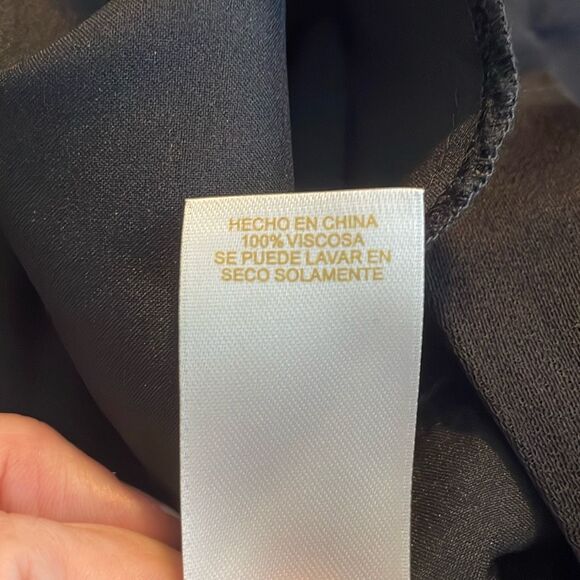 HECHO EN CHINA
100% VISCOSA
SE PUEDE LAVAR EN
SECO SOLAMENTE